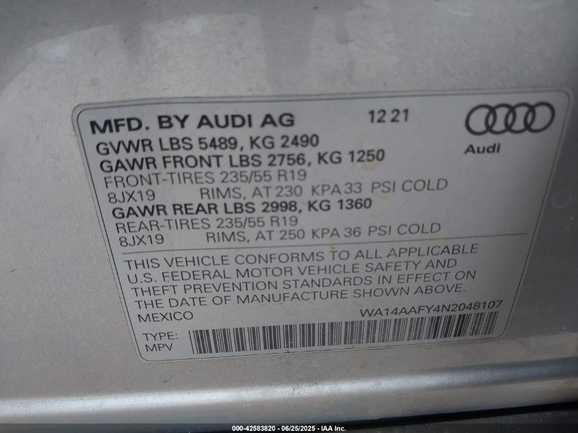 MFD. BY AUDI AG 12 21
GVWR LBS 5489, KG 2490
GAWR FRONT LBS 2756, KG 1250
FRONT-TIRES 235/55 R19
8JX19 RIMS, AT 230 KPA 33 PSI COLD
GAWR REAR LBS 2998, KG 1360
REAR-TIRES 235/55 R19
8JX19 RIMS, AT 250 KPA 36 PSI COLD
Audi
THIS VEHICLE CONFORMS TO ALL APPLICABLE
U.S. FEDERAL MOTOR VEHICLE SAFETY AND
THEFT PREVENTION STANDARDS IN EFFECT ON
THE DATE OF MANUFACTURE SHOWN ABOVE.
MEXICO WA14AAFY4N2048107
TYPE:
MPV
000-42583820 - 06/25/2025 - IAA Inc.